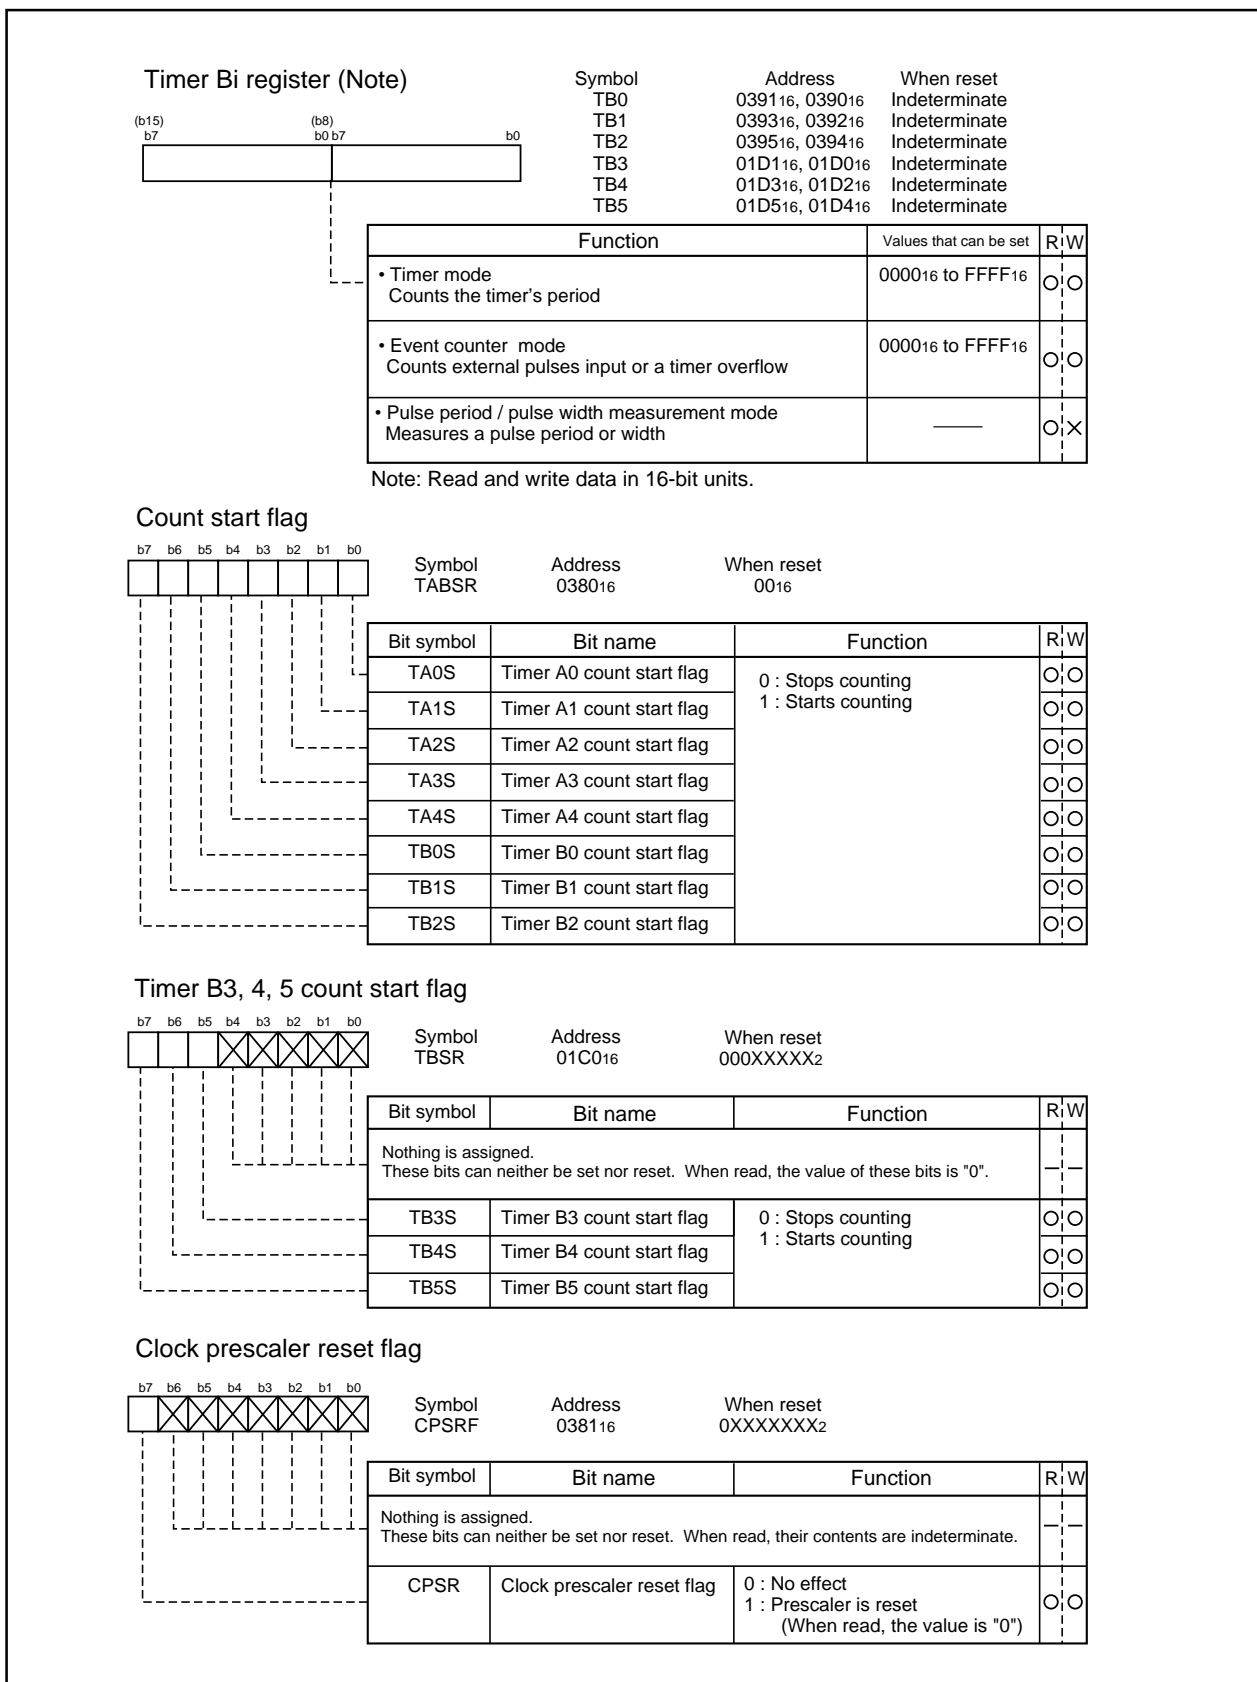 Timer Bi register (Note)
Symbol Address When reset
TB0 039116, 039016 Indeterminate
TB1 039316, 039216 Indeterminate
TB2 039516, 039416 Indeterminate
TB3 01D116, 01D016 Indeterminate
TB4 01D316, 01D216 Indeterminate
TB5 01D516, 01D416 Indeterminate
(b15) (b8)
b7 b0 b7 b0
Function Values that can be set R W
• Timer mode 000016 to FFFF16
Counts the timer's period
• Event counter mode 000016 to FFFF16
Counts external pulses input or a timer overflow
• Pulse period / pulse width measurement mode
Measures a pulse period or width
Note: Read and write data in 16-bit units.
Count start flag
b7 b6 b5 b4 b3 b2 b1 b0
Symbol Address When reset
TABSR 038016 0016
Bit symbol Bit name Function R W
TA0S Timer A0 count start flag 0 : Stops counting
TA1S Timer A1 count start flag 1 : Starts counting
TA2S Timer A2 count start flag
TA3S Timer A3 count start flag
TA4S Timer A4 count start flag
TB0S Timer B0 count start flag
TB1S Timer B1 count start flag
TB2S Timer B2 count start flag
Timer B3, 4, 5 count start flag
b7 b6 b5 b4 b3 b2 b1 b0
Symbol Address When reset
TBSR 01C016 000XXXXX2
Bit symbol Bit name Function R W
Nothing is assigned.
These bits can neither be set nor reset. When read, the value of these bits is "0".
TB3S Timer B3 count start flag 0 : Stops counting
TB4S Timer B4 count start flag 1 : Starts counting
TB5S Timer B5 count start flag
Clock prescaler reset flag
b7 b6 b5 b4 b3 b2 b1 b0
Symbol Address When reset
CPSRF 038116 0XXXXXXX2
Bit symbol Bit name Function R W
Nothing is assigned.
These bits can neither be set nor reset. When read, their contents are indeterminate.
CPSR Clock prescaler reset flag 0 : No effect
1 : Prescaler is reset
(When read, the value is "0")